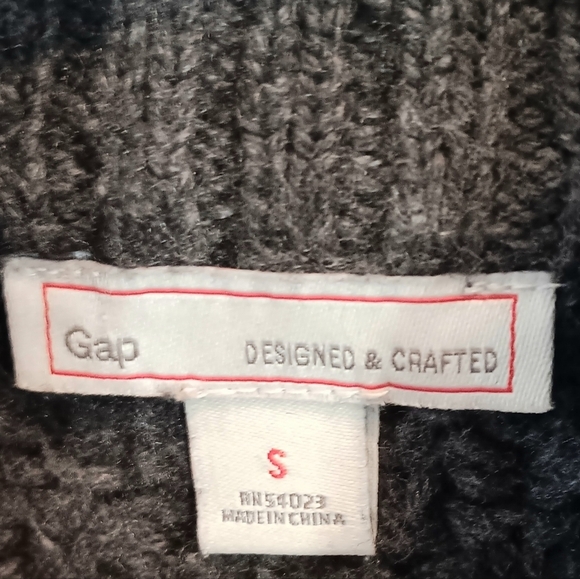 Gap DESIGNED & CRAFTED
S
RN54023
MADE IN CHINA